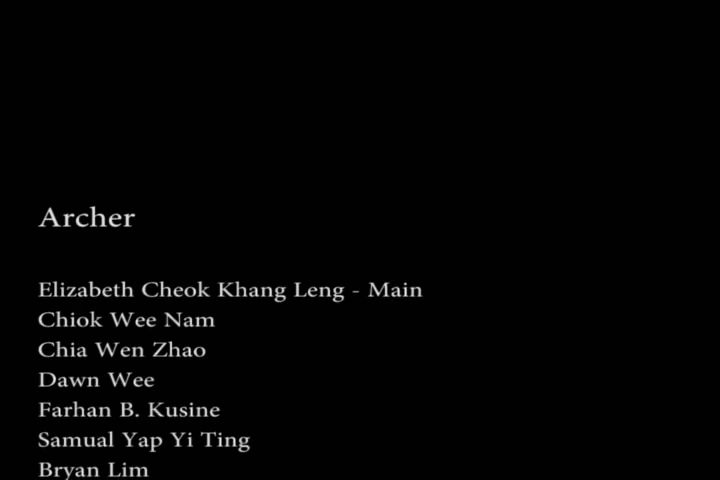 Archer
Elizabeth Cheok Khang Leng - Main
Chiok Wee Nam
Chia Wen Zhao
Dawn Wee
Farhan B. Kusine
Samual Yap Yi Ting
Bryan Lim